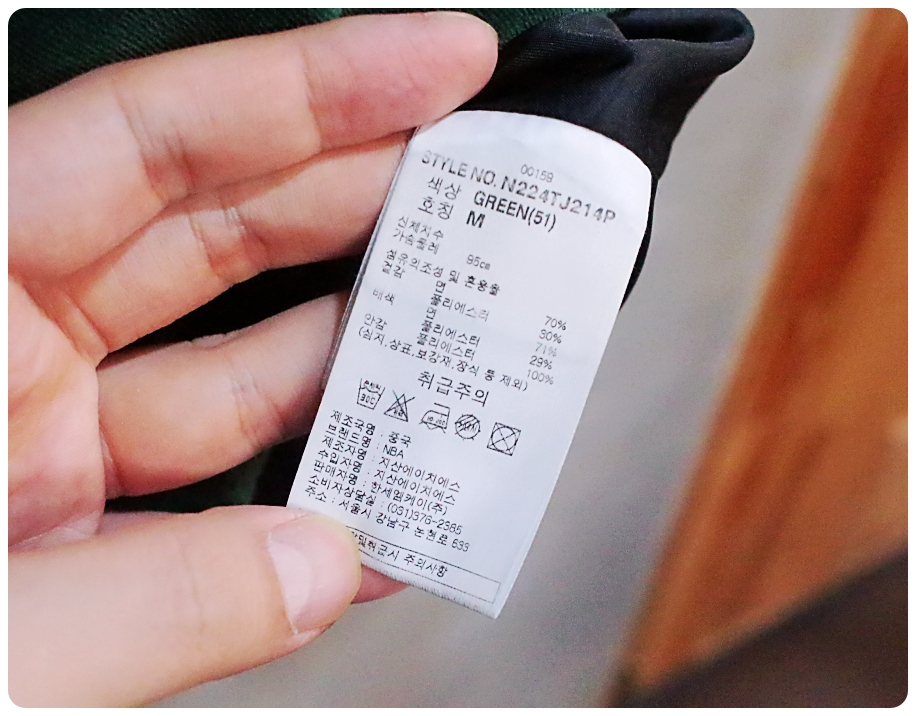 00159
STYLE NO. N224TJ214P
색상 GREEN(51)
호칭 M
신체치수
가슴둘레 95cm
섬유의조성 및 혼용율
겉감 면 70%
폴리에스터 30%
배색 면 71%
폴리에스터 29%
안감 폴리에스터 100%
(심지,상표,보강재,장식 등 제외)
취급주의
제조국명 : 중국
브랜드명 : NBA
제조자명 : 지산에이치에스
수입자명 : 지산에이치에스
판매자명 : 한세엠케이(주)
소비자상담실 : (031)376-2385
주소 : 서울시 강남구 논현로 633
및취급시 주의사항